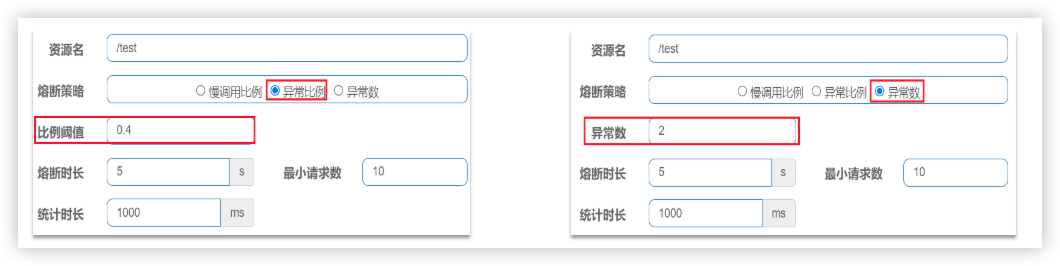 资源名 /test
熔断策略 慢调用比例 异常比例 异常数
比例阈值 0.4
熔断时长 5 s 最小请求数 10
统计时长 1000 ms
资源名 /test
熔断策略 慢调用比例 异常比例 异常数
异常数 2
熔断时长 5 s 最小请求数 10
统计时长 1000 ms